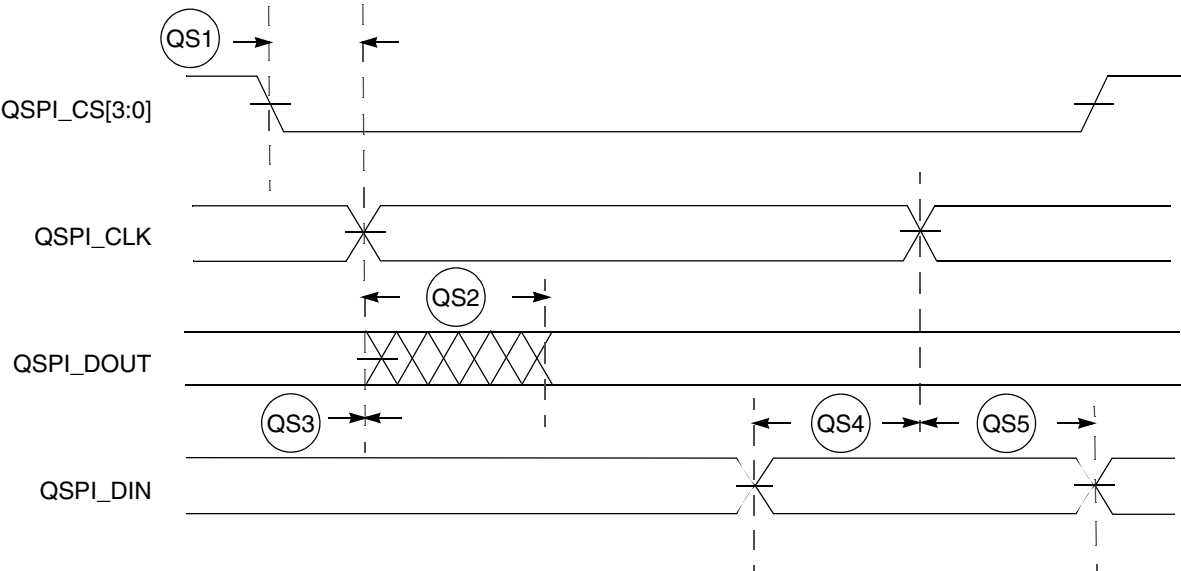 QS1
QSPI_CS[3:0]
QSPI_CLK
QS2
QSPI_DOUT
QS3
QS4
QS5
QSPI_DIN